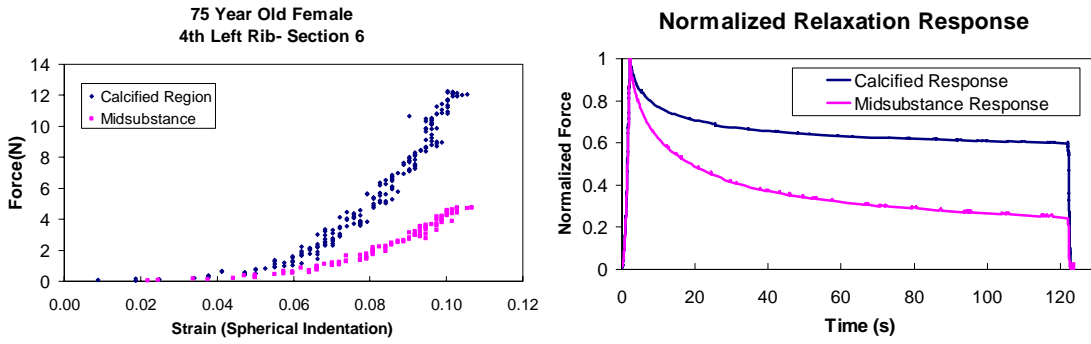 75 Year Old Female
4th Left Rib- Section 6
14
12
10
8
6
4
2
0
Force(N)
Calcified Region
Midsubstance
0.00 0.02 0.04 0.06 0.08 0.10 0.12
Strain (Spherical Indentation)
Normalized Relaxation Response
1
0.8
0.6
0.4
0.2
0
Normalized Force
Calcified Response
Midsubstance Response
0 20 40 60 80 100 120
Time (s)